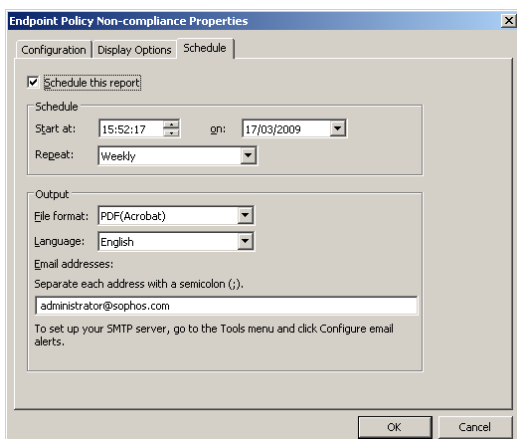 Endpoint Policy Non-compliance Properties
Configuration Display Options Schedule
Schedule this report
Schedule
Start at: 15:52:17 on: 17/03/2009
Repeat: Weekly
Output
File format: PDF(Acrobat)
Language: English
Email addresses:
Separate each address with a semicolon (;).
administrator@sophos.com
To set up your SMTP server, go to the Tools menu and click Configure email
alerts.
OK Cancel